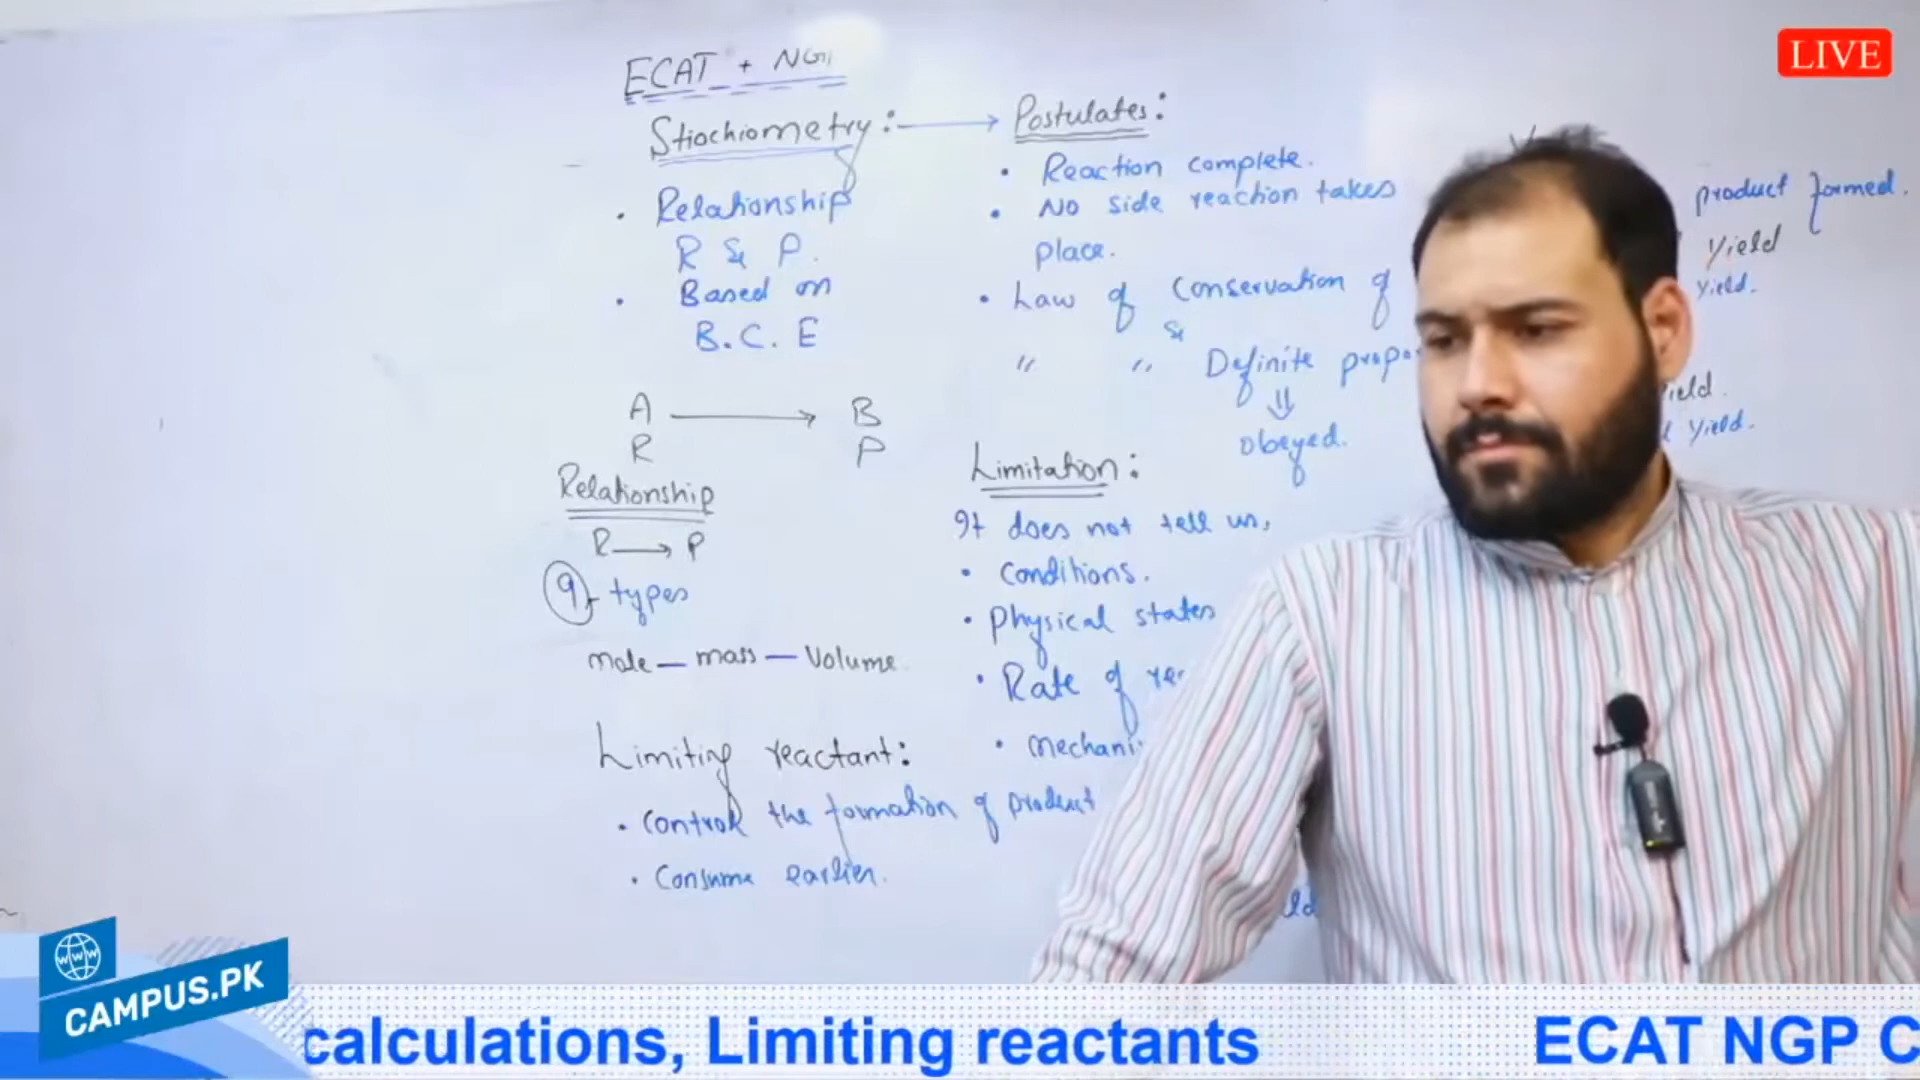 LIVE
ECAT + NGP
Stiochiometry: → Postulates:
• Relationship
R & P.
• Based on
B.C.E
A → B
R P
Relationship
R → P
9 types
mole — mass — Volume
Limiting reactant:
• Control the formation of product
• Consume earlier.
• Reaction complete.
• No side reaction takes
place.
• Law of Conservation of
&
" " Definite
⇓
obeyed.
Limitation:
It does not tell us,
• Conditions.
• Physical states
• Rate of
•
product formed.
Yield
Yield.
Yield.
WWW
CAMPUS.PK
calculations, Limiting reactants
ECAT NGP C